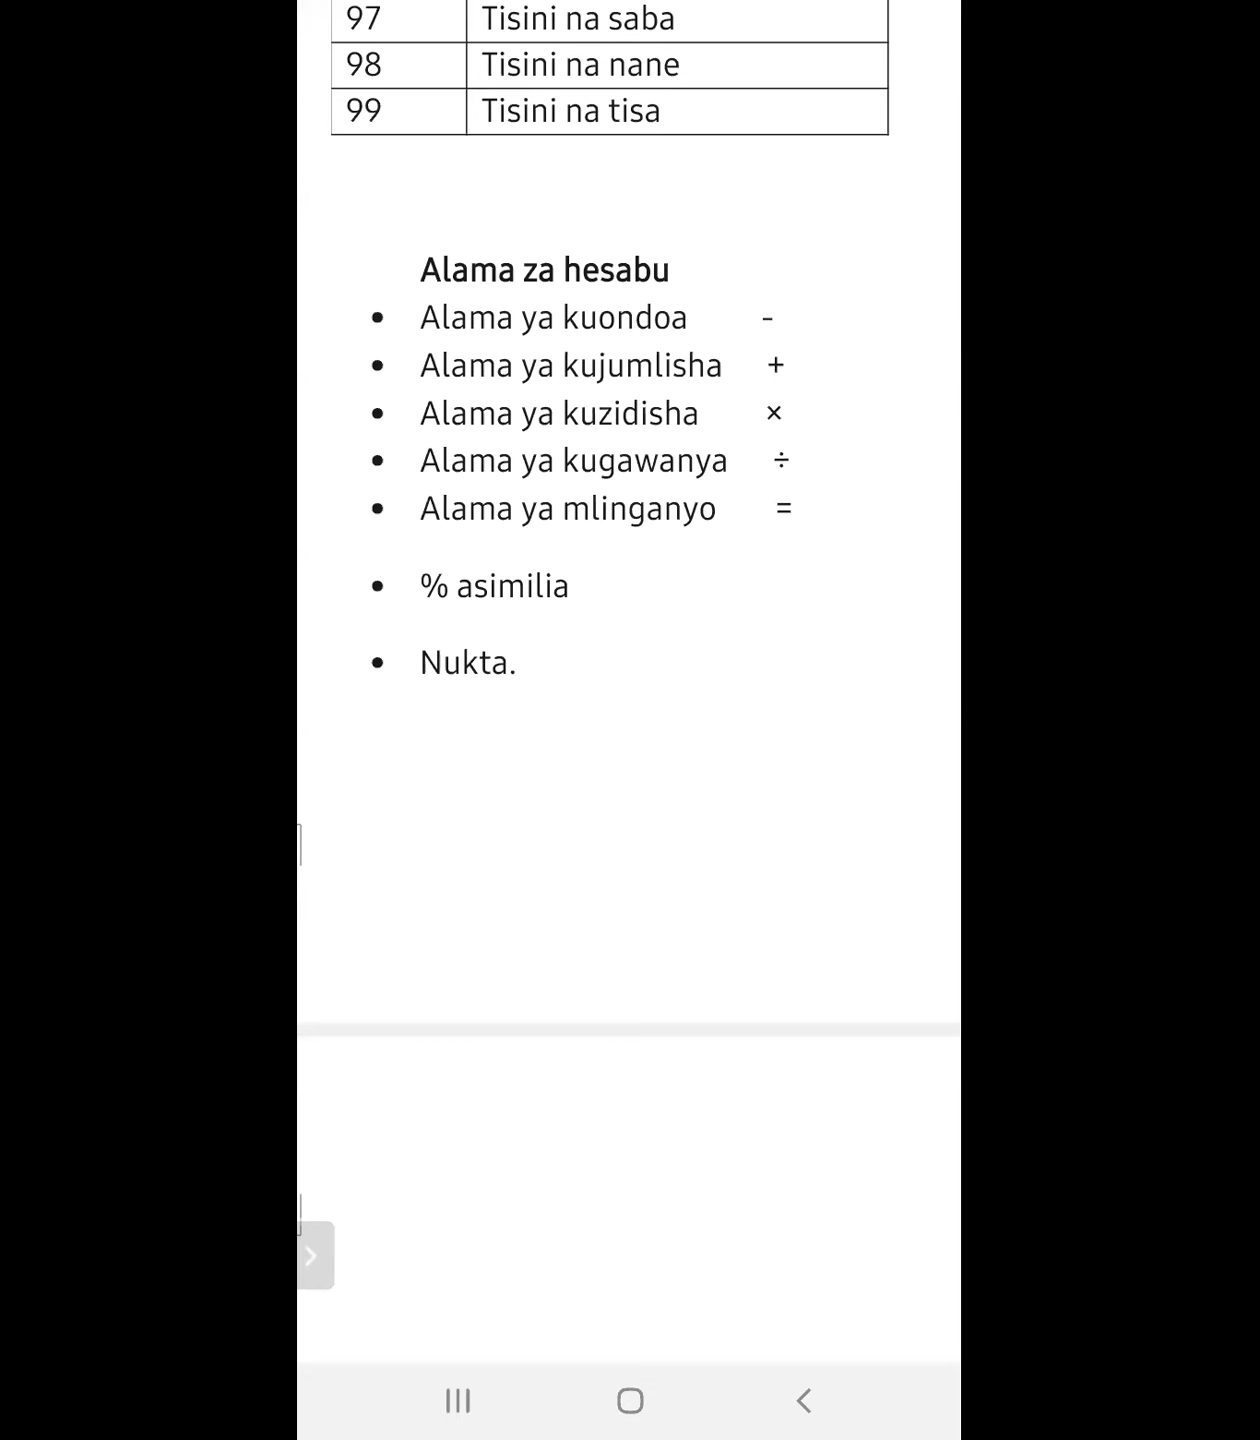 97 Tisini na saba
98 Tisini na nane
99 Tisini na tisa
Alama za hesabu
• Alama ya kuondoa -
• Alama ya kujumlisha +
• Alama ya kuzidisha ×
• Alama ya kugawanya ÷
• Alama ya mlinganyo =
• % asimilia
• Nukta.